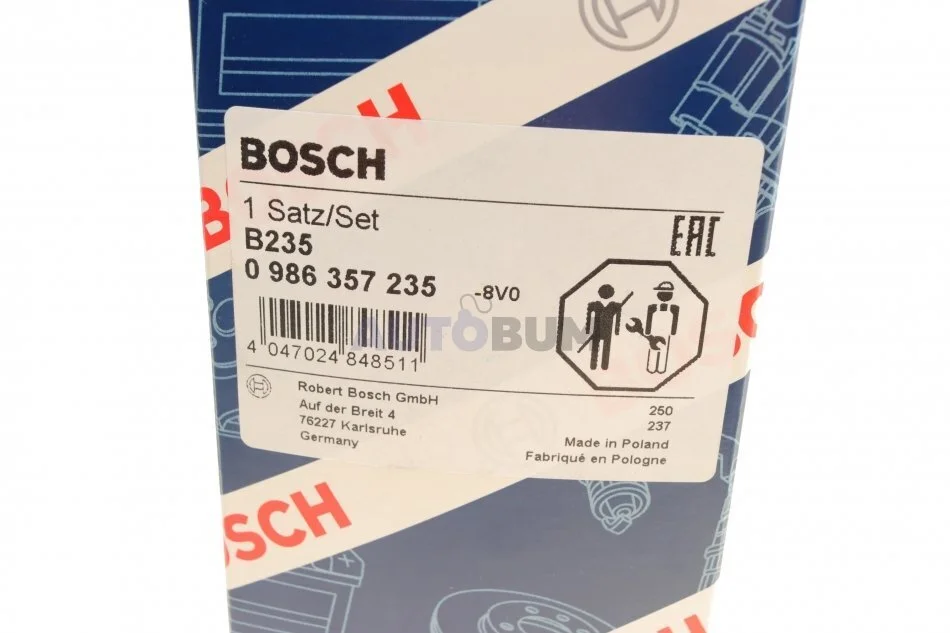 BOSCH
BOSCH
1 Satz/Set
B235
0 986 357 235 -8V0
EAC
AUTOBUM
4 047024 848511
Robert Bosch GmbH
Auf der Breit 4
76227 Karlsruhe
Germany
250
237
Made in Poland
Fabriqué en Pologne
BOSCH
BOSCH